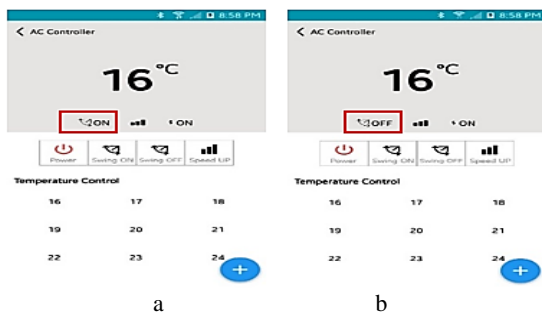 8:58 PM
AC Controller
16°C
ON ON
Power Swing ON Swing OFF Speed UP
Temperature Control
16 17 18
19 20 21
22 23 24
+
a
8:58 PM
AC Controller
16°C
OFF ON
Power Swing ON Swing OFF Speed UP
Temperature Control
16 17 18
19 20 21
22 23 24
+
b